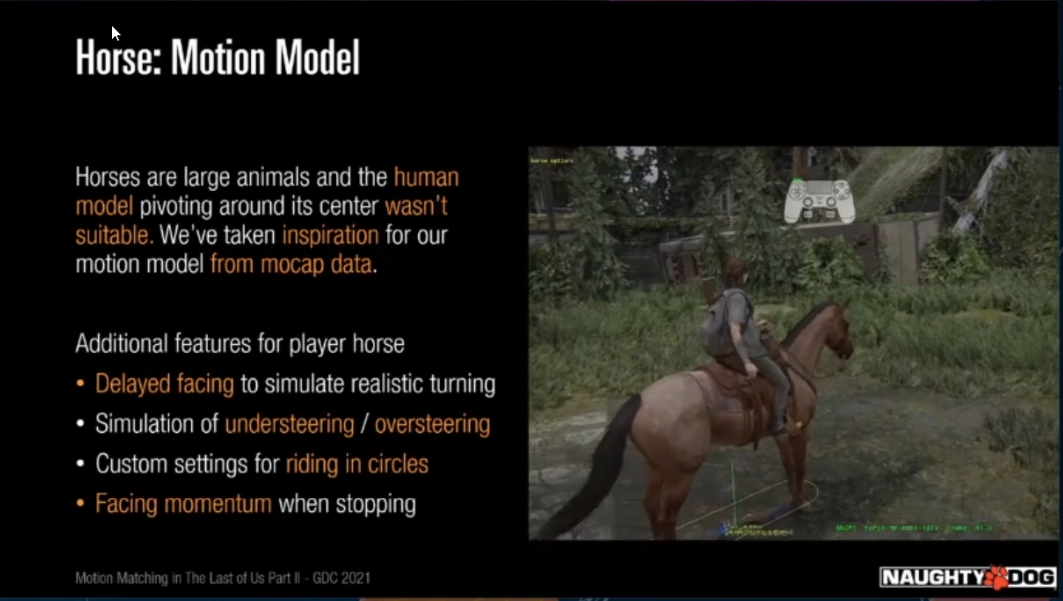 Horse: Motion Model
Horses are large animals and the human
model pivoting around its center wasn't
suitable. We've taken inspiration for our
motion model from mocap data.
Additional features for player horse
• Delayed facing to simulate realistic turning
• Simulation of understeering / oversteering
• Custom settings for riding in circles
• Facing momentum when stopping
horse options
Motion Matching in The Last of Us Part II - GDC 2021
NAUGHTY DOG